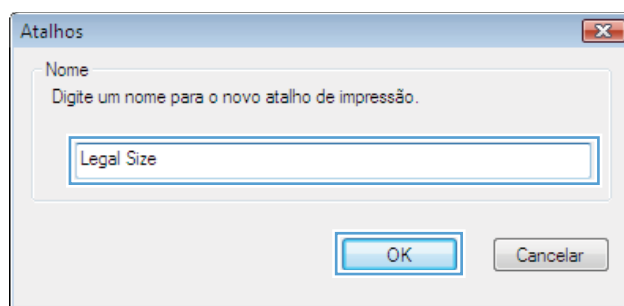 Atalhos
Nome
Digite um nome para o novo atalho de impressão.
Legal Size
OK
Cancelar